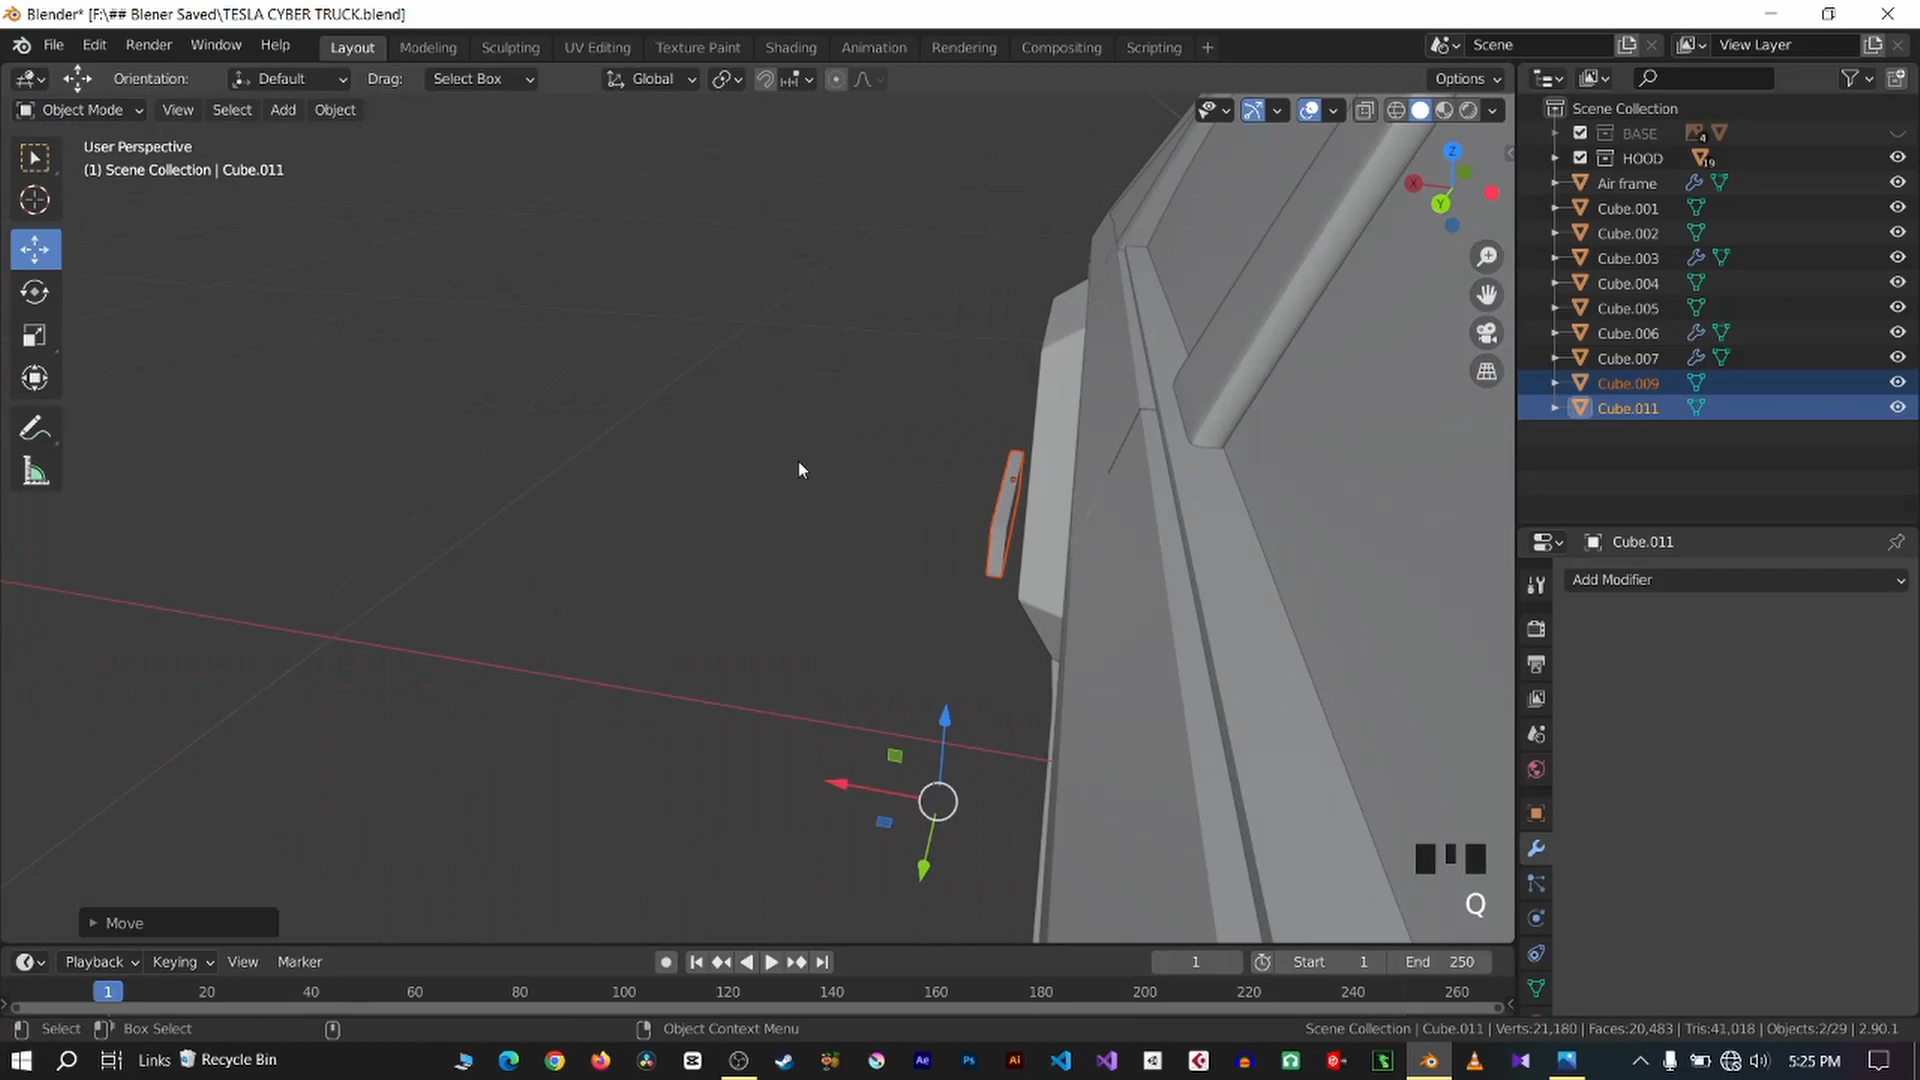 Blender* [F:\## Blener Saved\TESLA CYBER TRUCK.blend]
File Edit Render Window Help Layout Modeling Sculpting UV Editing Texture Paint Shading Animation Rendering Compositing Scripting + Scene View Layer
Orientation: Default Drag: Select Box Global Options
Object Mode View Select Add Object
User Perspective
(1) Scene Collection | Cube.011
Z
X
Y
Scene Collection
BASE 4
HOOD 19
Air frame
Cube.001
Cube.002
Cube.003
Cube.004
Cube.005
Cube.006
Cube.007
Cube.009
Cube.011
Cube.011
Add Modifier
Q
Move
Playback Keying View Marker 1 Start 1 End 250
1 20 40 60 80 100 120 140 160 180 200 220 240 260
Select Box Select Object Context Menu Scene Collection | Cube.011 | Verts:21,180 | Faces:20,483 | Tris:41,018 | Objects:2/29 | 2.90.1
Links Recycle Bin Ae Ps Ai 5:25 PM